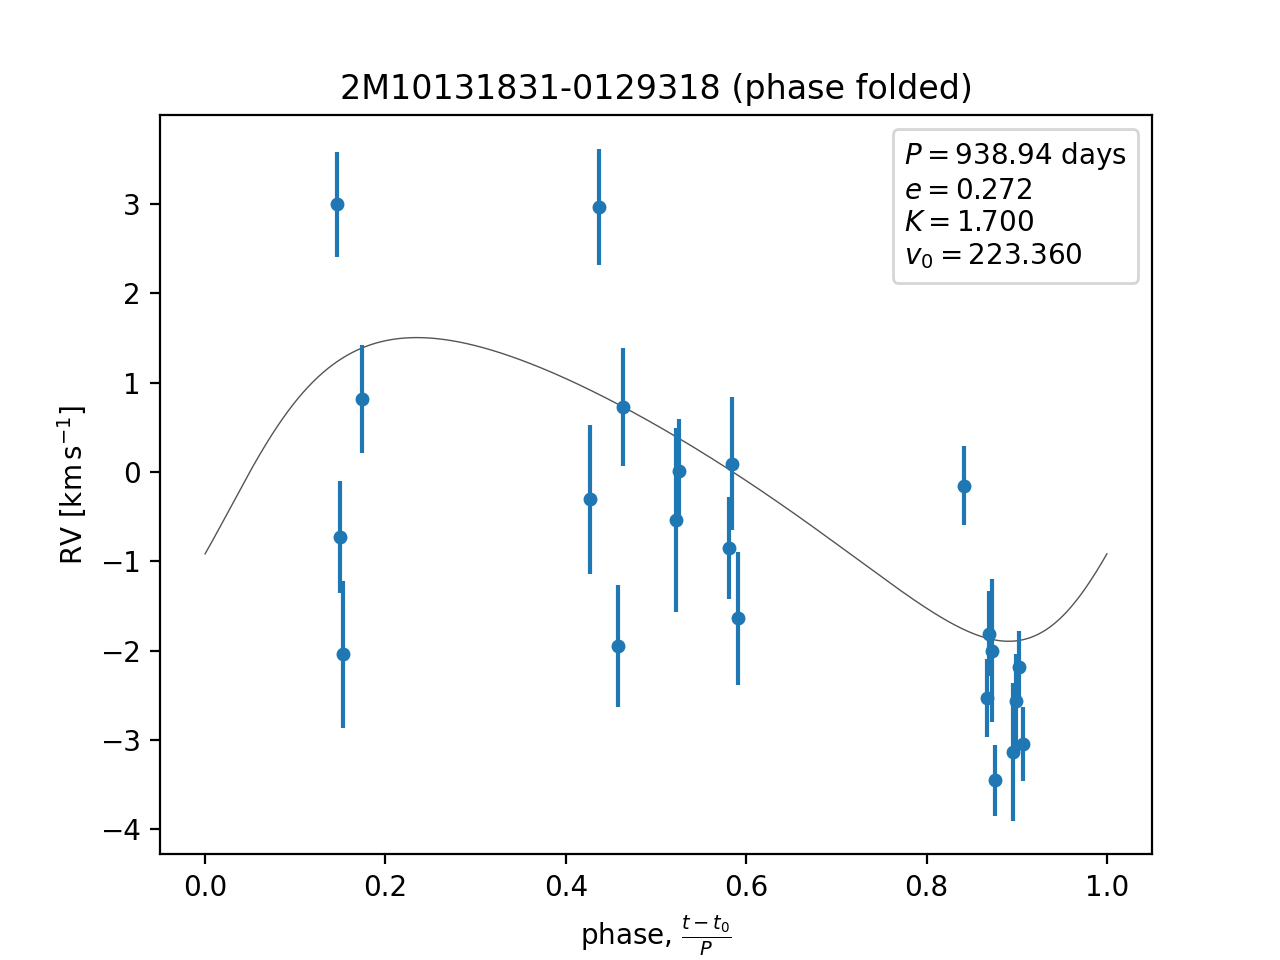 2M10131831-0129318 (phase folded)
P = 938.94 days
e = 0.272
K = 1.700
v₀ = 223.360
RV [km s⁻¹]
3
2
1
0
−1
−2
−3
−4
0.0 0.2 0.4 0.6 0.8 1.0
phase, (t − t₀)/P